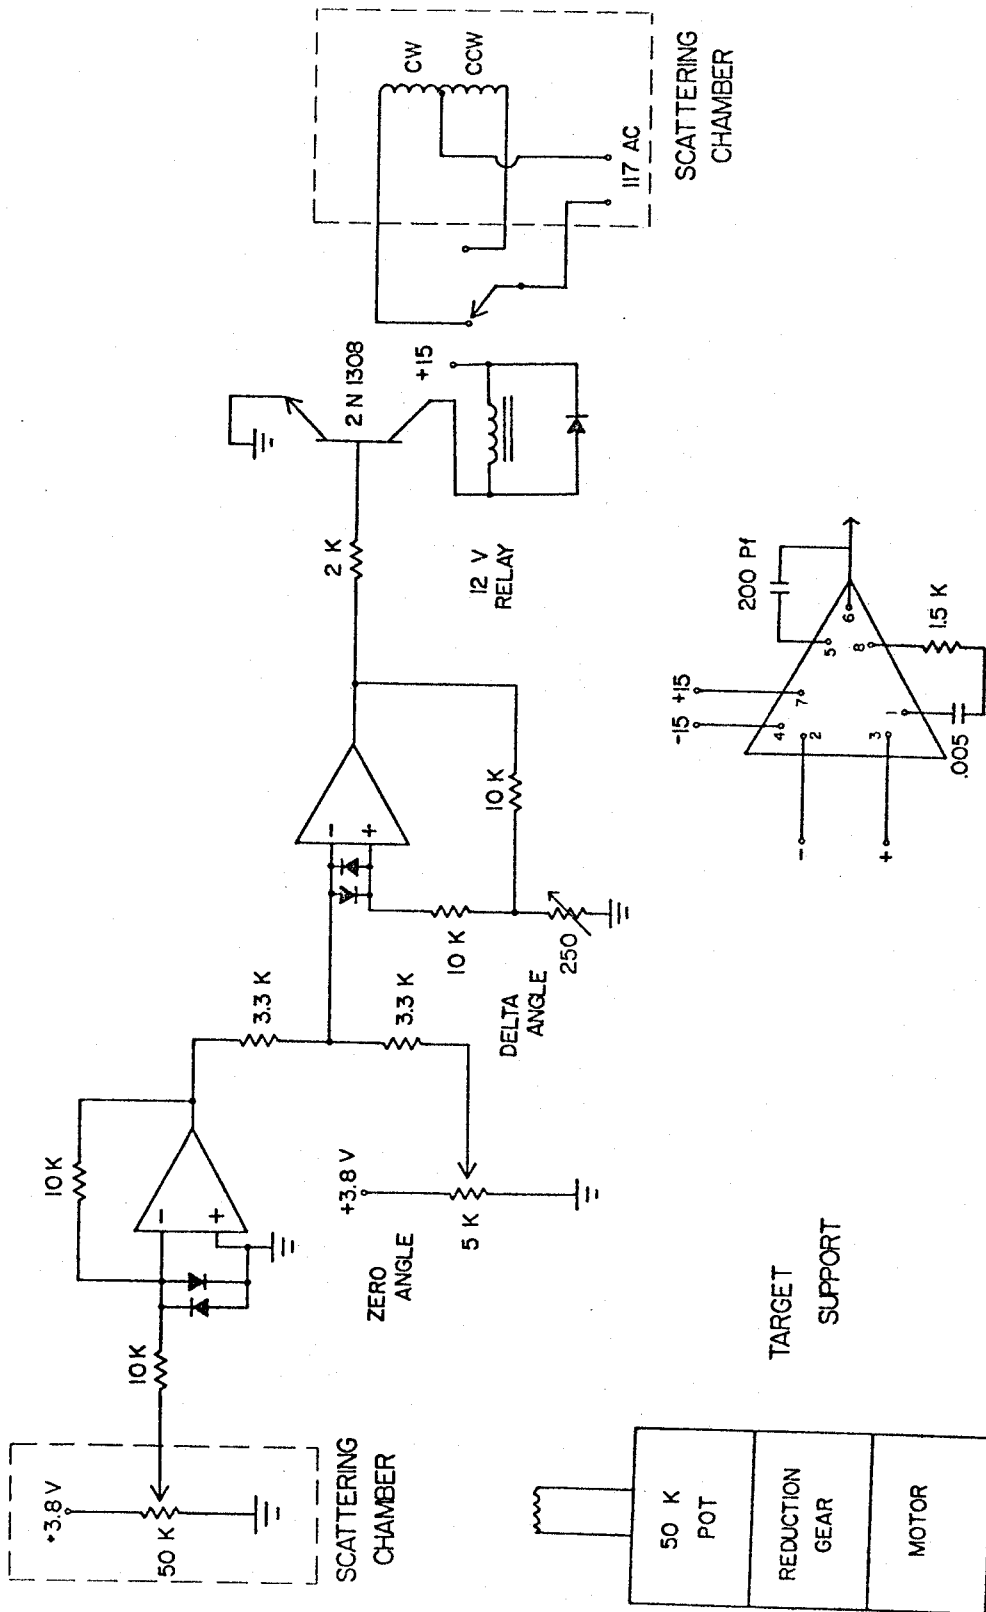 +3.8 V
50 K
SCATTERING
CHAMBER
10K
10K
-
+
ZERO
ANGLE
+3.8 V
5 K
3.3 K
3.3 K
DELTA
ANGLE
10 K
250
-
+
10 K
2 K
12 V
RELAY
2 N 1308
+15
CW
CCW
117 AC
SCATTERING
CHAMBER
50 K
POT
REDUCTION
GEAR
MOTOR
TARGET
SUPPORT
-
+
-15
+15
4
7
2
3
1
5
6
8
200 Pf
1.5 K
.005